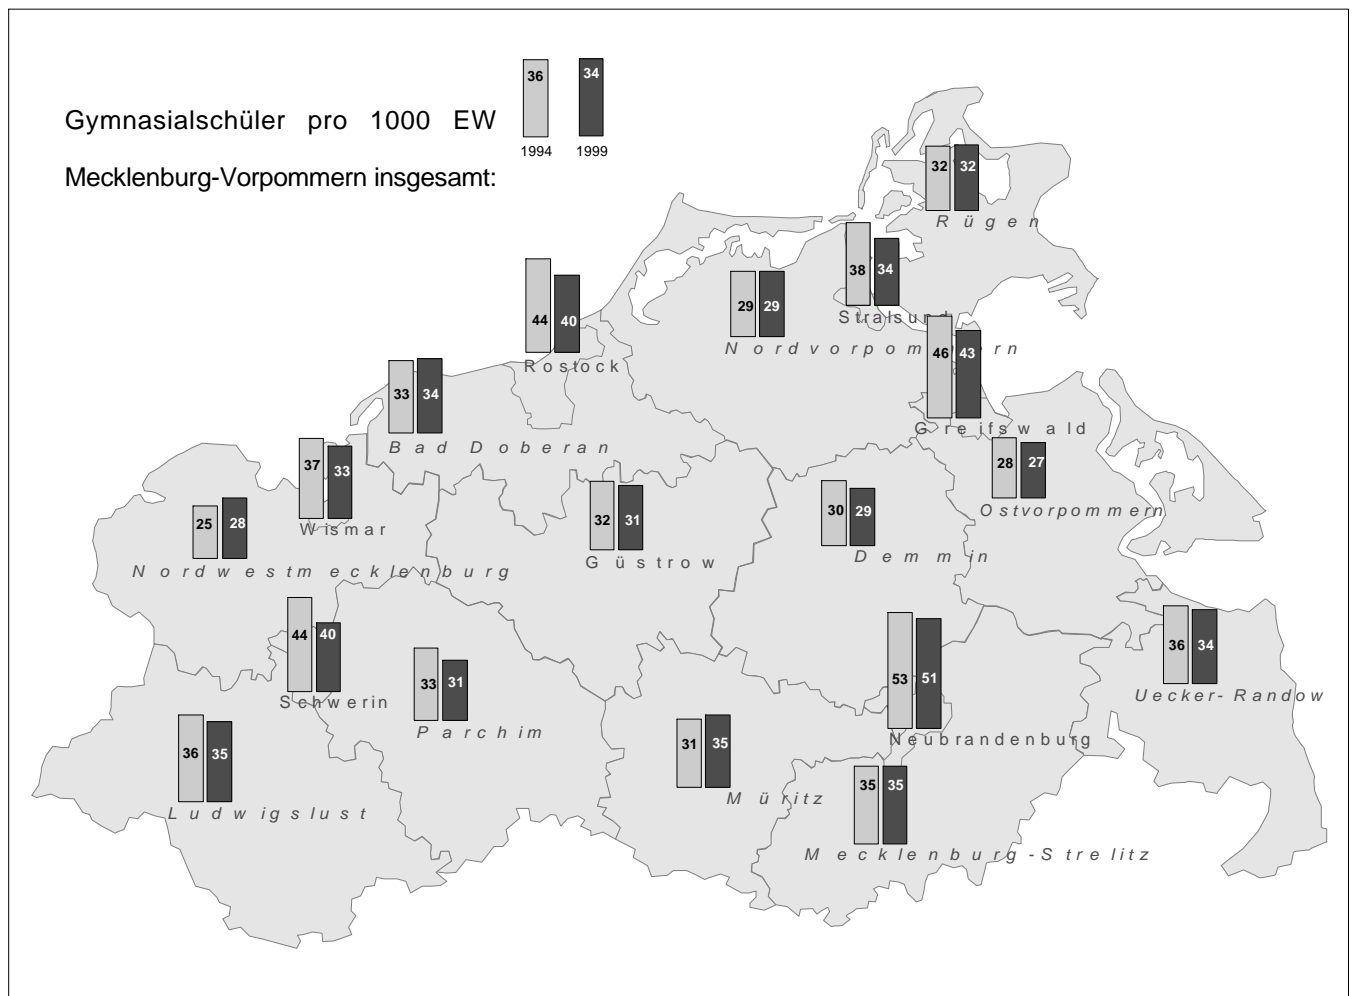 36 34
Gymnasialschüler pro 1000 EW
1994 1999
Mecklenburg-Vorpommern insgesamt:
32 32
Rügen
38 34
Stralsund
29 29
Nordvorpommern
44 40
Rostock
46 43
Greifswald
33 34
Bad Doberan
37 33
Wismar
28 27
Ostvorpommern
25 28
Nordwestmecklenburg
32 31
Güstrow
30 29
Demmin
44 40
Schwerin
33 31
Parchim
53 51
Neubrandenburg
36 34
Uecker-Randow
36 35
Ludwigslust
31 35
Müritz
35 35
Mecklenburg-Strelitz